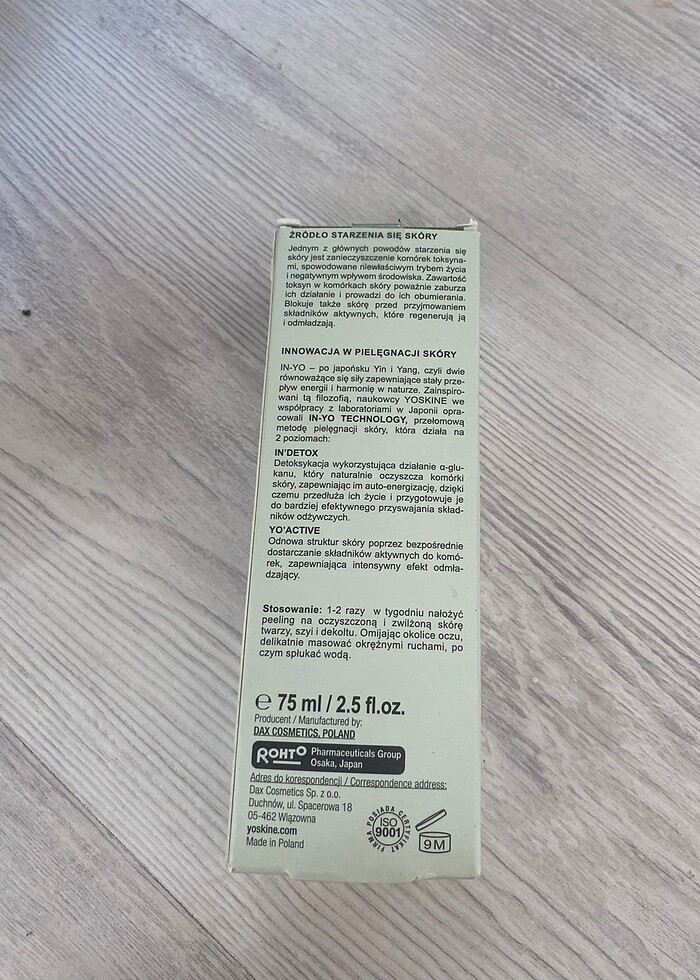 ŹRÓDŁO STARZENIA SIĘ SKÓRY
Jednym z głównych powodów starzenia się
skóry jest zanieczyszczenie komórek toksyna-
mi, spowodowane niewłaściwym trybem życia
i negatywnym wpływem środowiska. Zawartość
toksyn w komórkach skóry poważnie zaburza
ich działanie i prowadzi do ich obumierania.
Blokuje także skórę przed przyjmowaniem
składników aktywnych, które regenerują ją
i odmładzają.
INNOWACJA W PIELĘGNACJI SKÓRY
IN-YO – po japońsku Yin i Yang, czyli dwie
równoważące się siły zapewniające stały prze-
pływ energii i harmonię w naturze. Zainspiro-
wani tą filozofią, naukowcy YOSKINE we
współpracy z laboratoriami w Japonii opra-
cowali IN-YO TECHNOLOGY, przełomową
metodę pielęgnacji skóry, która działa na
2 poziomach:
IN'DETOX
Detoksykacja wykorzystująca działanie α-glu-
kanu, który naturalnie oczyszcza komórki
skóry, zapewniając im auto-energizację, dzięki
czemu przedłuża ich życie i przygotowuje je
do bardziej efektywnego przyswajania skład-
ników odżywczych.
YO'ACTIVE
Odnowa struktur skóry poprzez bezpośrednie
dostarczanie składników aktywnych do komó-
rek, zapewniająca intensywny efekt odmła-
dzający.
Stosowanie: 1-2 razy w tygodniu nałożyć
peeling na oczyszczoną i zwilżoną skórę
twarzy, szyi i dekoltu. Omijając okolice oczu,
delikatnie masować okrężnymi ruchami, po
czym spłukać wodą.
℮ 75 ml / 2.5 fl.oz.
Producent / Manufactured by:
DAX COSMETICS, POLAND
ROHTO Pharmaceuticals Group
Osaka, Japan
Adres do korespondencji / Correspondence address:
Dax Cosmetics Sp. z o.o.
Duchnów, ul. Spacerowa 18
05-462 Wiązowna
yoskine.com
Made in Poland
FIRMA POSIADA CERTYFIKAT
ISO
9001
9M